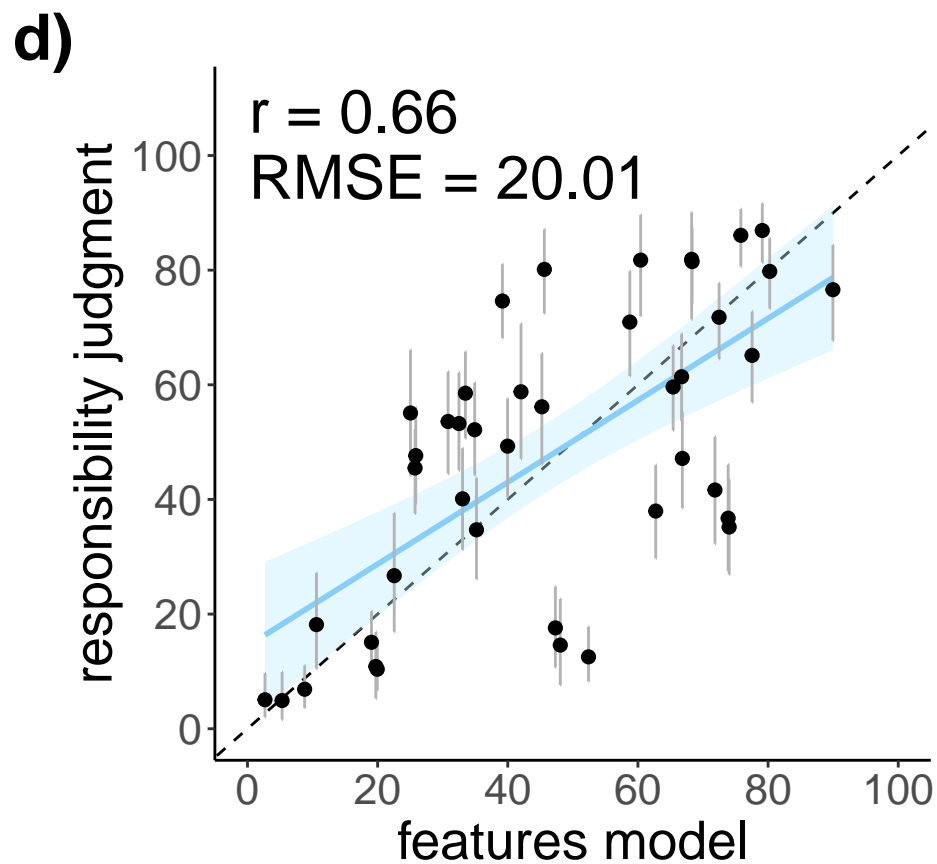 d)
r = 0.66
RMSE = 20.01
responsibility judgment
100
80
60
40
20
0
0 20 40 60 80 100
features model